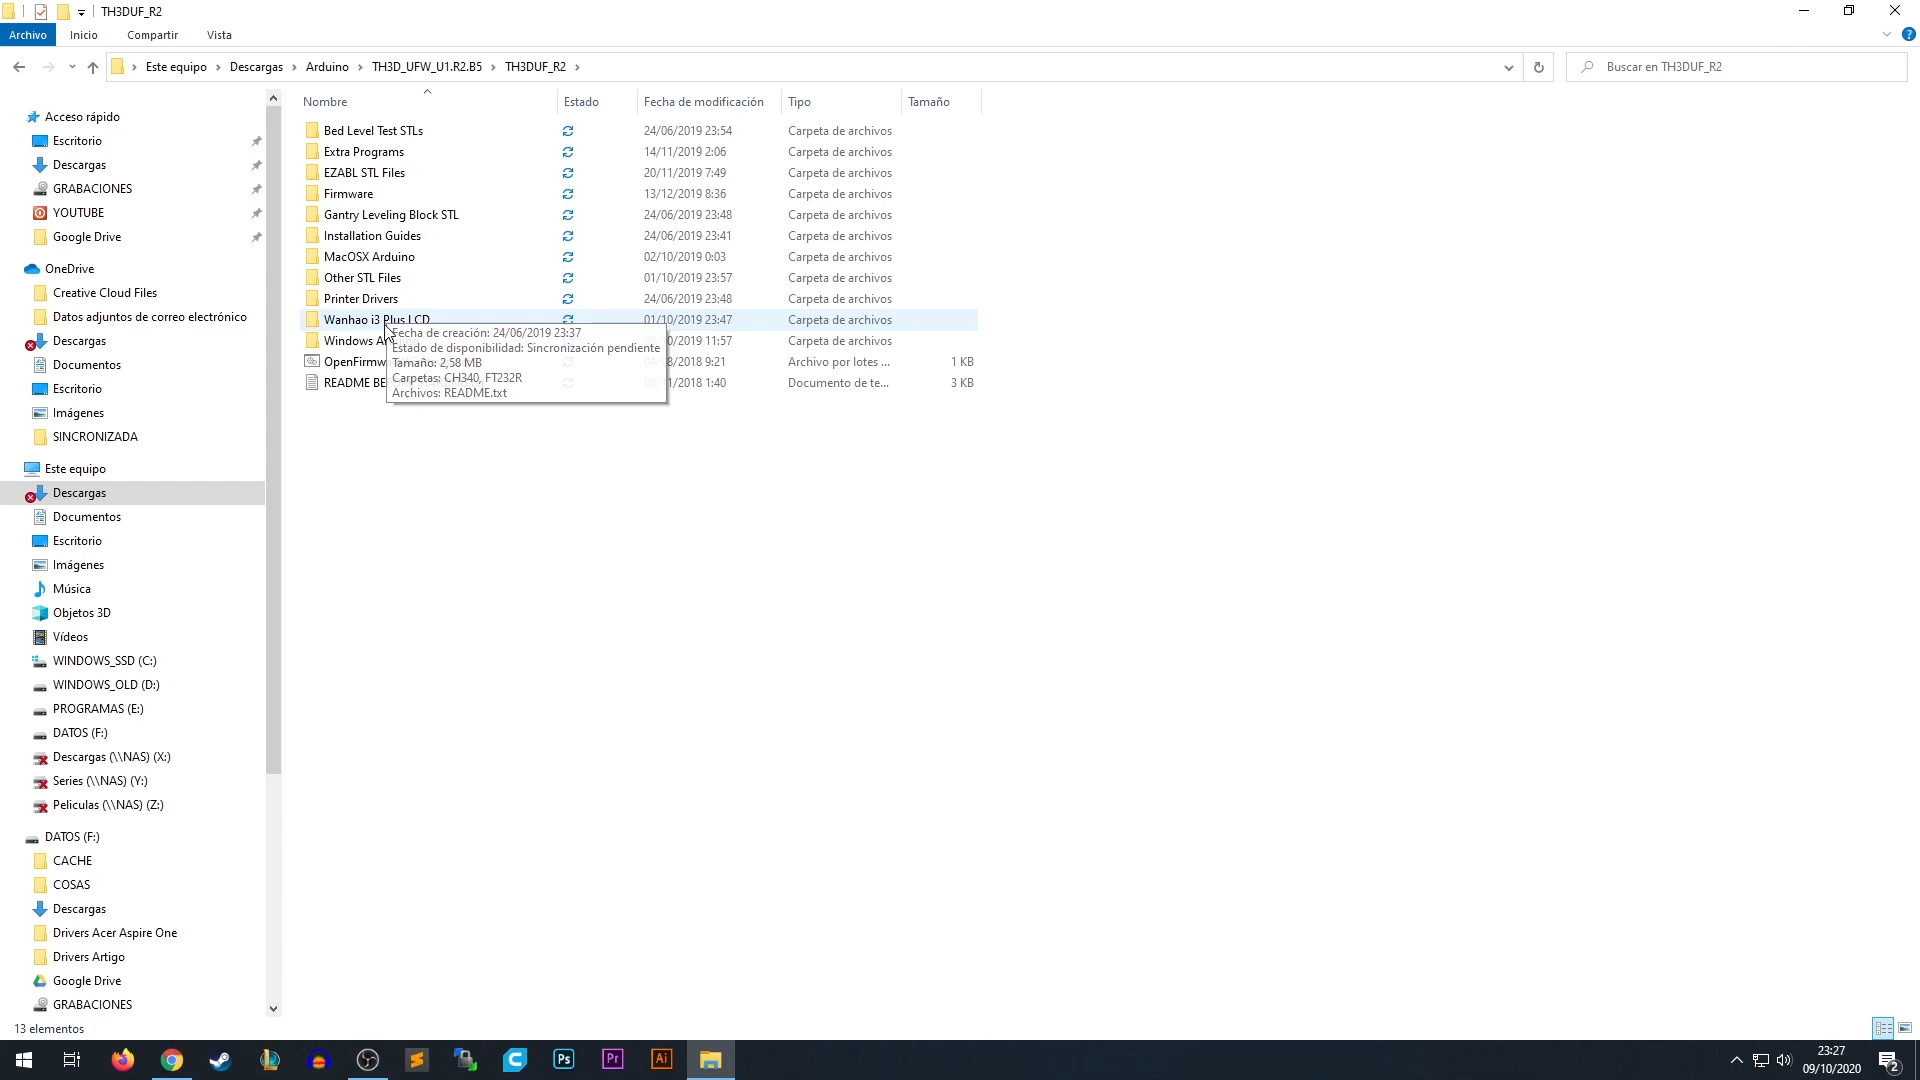 TH3DUF_R2
Archivo Inicio Compartir Vista
Este equipo Descargas Arduino TH3D_UFW_U1.R2.B5 TH3DUF_R2
Buscar en TH3DUF_R2
Nombre Estado Fecha de modificación Tipo Tamaño
Bed Level Test STLs 24/06/2019 23:54 Carpeta de archivos
Extra Programs 14/11/2019 2:06 Carpeta de archivos
EZABL STL Files 20/11/2019 7:49 Carpeta de archivos
Firmware 13/12/2019 8:36 Carpeta de archivos
Gantry Leveling Block STL 24/06/2019 23:48 Carpeta de archivos
Installation Guides 24/06/2019 23:41 Carpeta de archivos
MacOSX Arduino 02/10/2019 0:03 Carpeta de archivos
Other STL Files 01/10/2019 23:57 Carpeta de archivos
Printer Drivers 24/06/2019 23:48 Carpeta de archivos
Wanhao i3 Plus LCD 01/10/2019 23:47 Carpeta de archivos
Windows 11:57 Carpeta de archivos
9:21 Archivo por lotes ... 1 KB
README 1:40 Documento de te... 3 KB
Fecha de creación: 24/06/2019 23:37
Estado de disponibilidad: Sincronización pendiente
Tamaño: 2,58 MB
Carpetas: CH340, FT232R
Archivos: README.txt
Acceso rápido
Escritorio
Descargas
GRABACIONES
YOUTUBE
Google Drive
OneDrive
Creative Cloud Files
Datos adjuntos de correo electrónico
Descargas
Documentos
Escritorio
Imágenes
SINCRONIZADA
Este equipo
Descargas
Documentos
Escritorio
Imágenes
Música
Objetos 3D
Vídeos
WINDOWS_SSD (C:)
WINDOWS_OLD (D:)
PROGRAMAS (E:)
DATOS (F:)
Descargas (\\NAS) (X:)
Series (\\NAS) (Y:)
Peliculas (\\NAS) (Z:)
DATOS (F:)
CACHE
COSAS
Descargas
Drivers Acer Aspire One
Drivers Artigo
Google Drive
GRABACIONES
13 elementos
Ps Pr Ai
23:27
09/10/2020
2